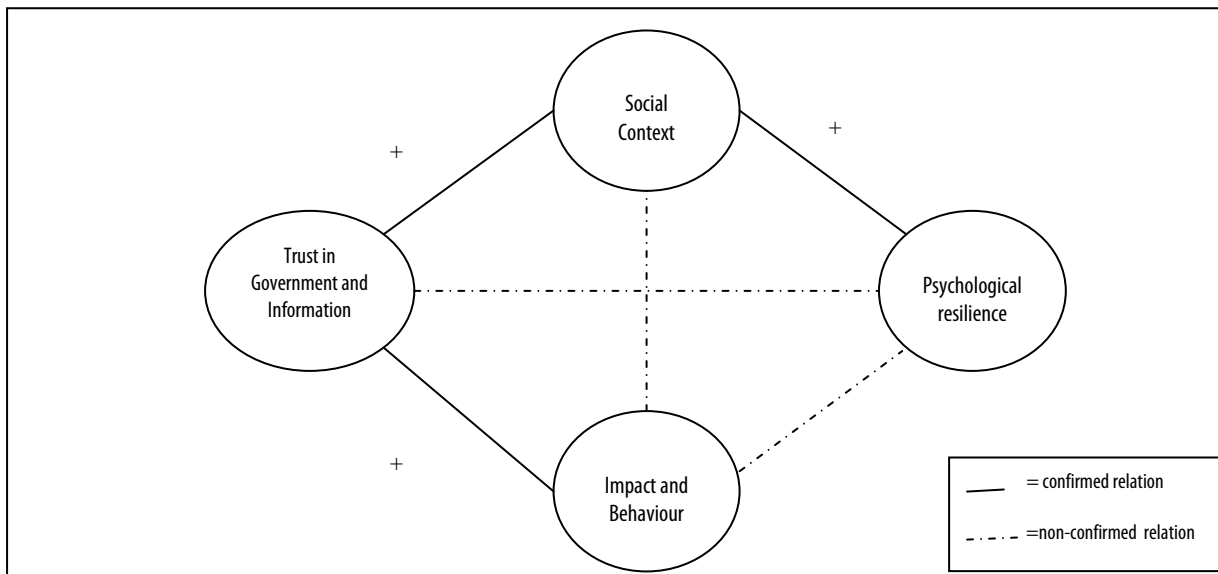 Social
Context
+
+
Trust in
Government and
Information
Psychological
resilience
+
Impact and
Behaviour
= confirmed relation
=non-confirmed relation